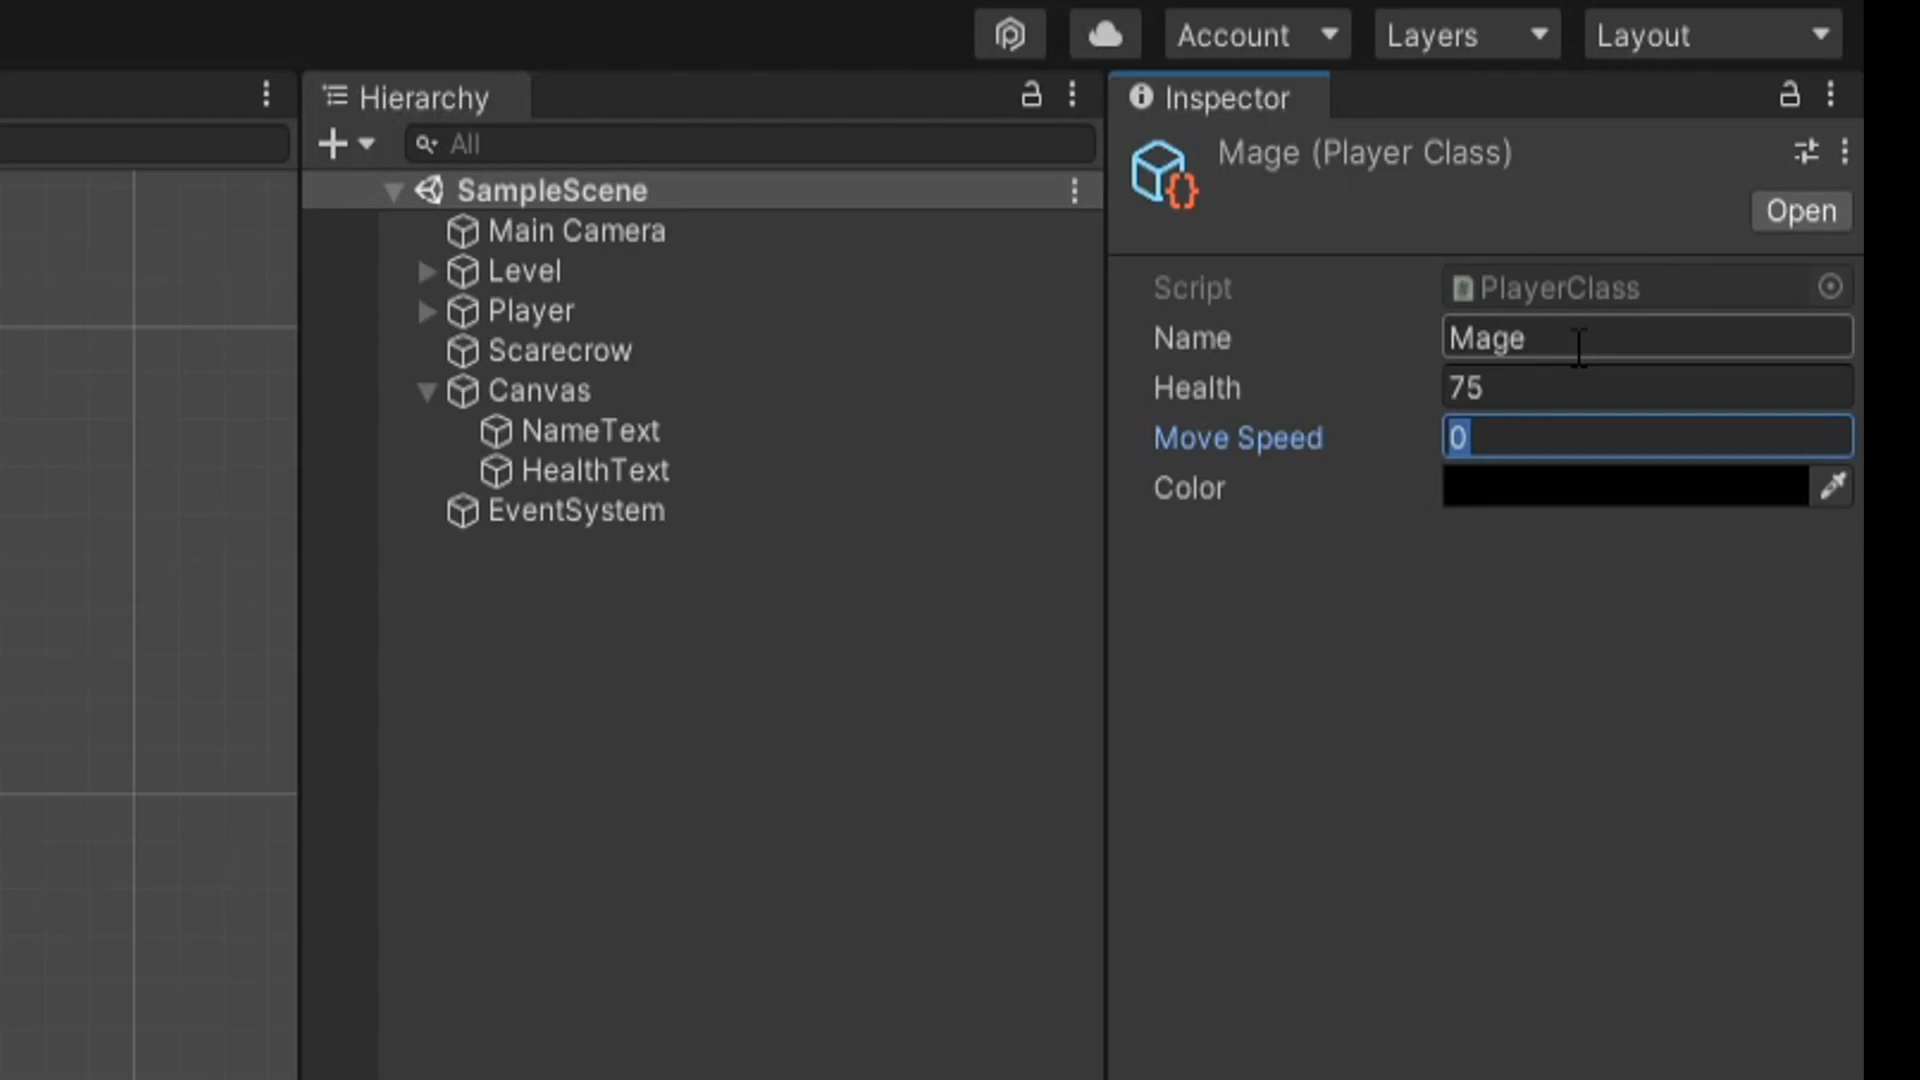 Account
Layers
Layout
Hierarchy
All
SampleScene
Main Camera
Level
Player
Scarecrow
Canvas
NameText
HealthText
EventSystem
Inspector
Mage (Player Class)
Open
Script PlayerClass
Name Mage
Health 75
Move Speed 0
Color